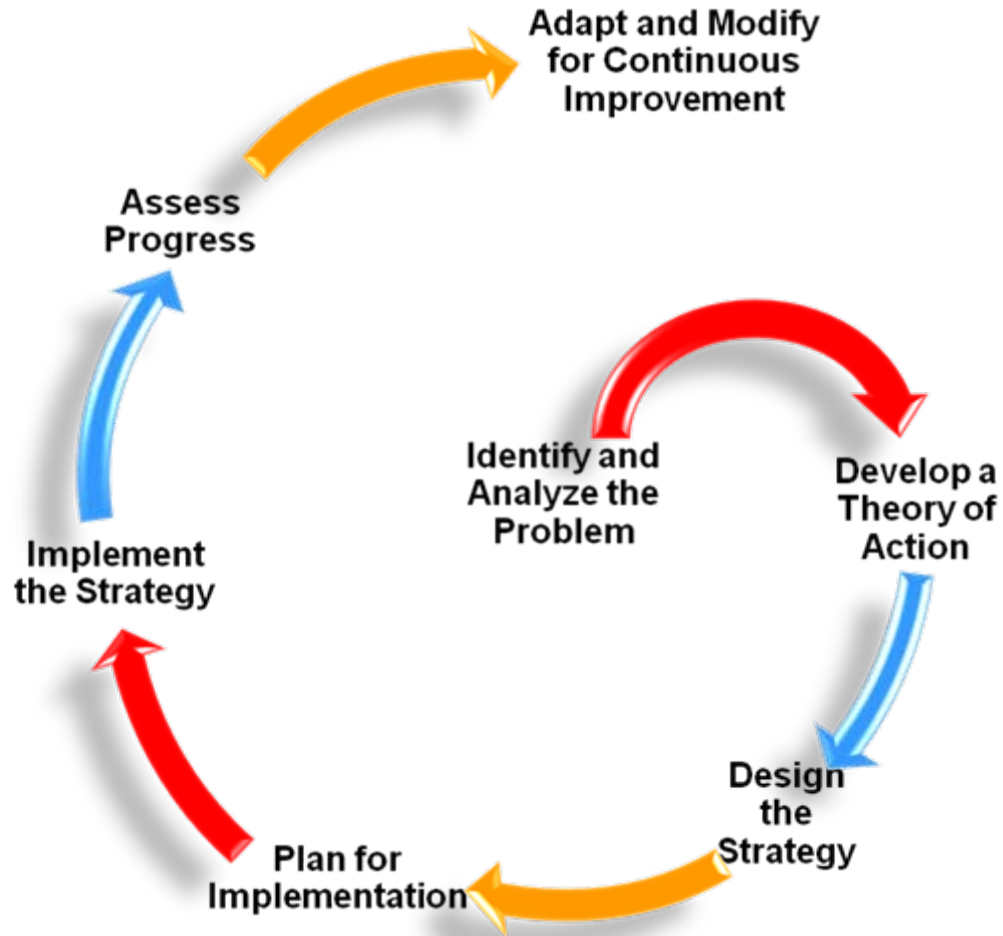 Adapt and Modify
for Continuous
Improvement
Assess
Progress
Identify and
Analyze the
Problem
Develop a
Theory of
Action
Implement
the Strategy
Design
the
Strategy
Plan for
Implementation